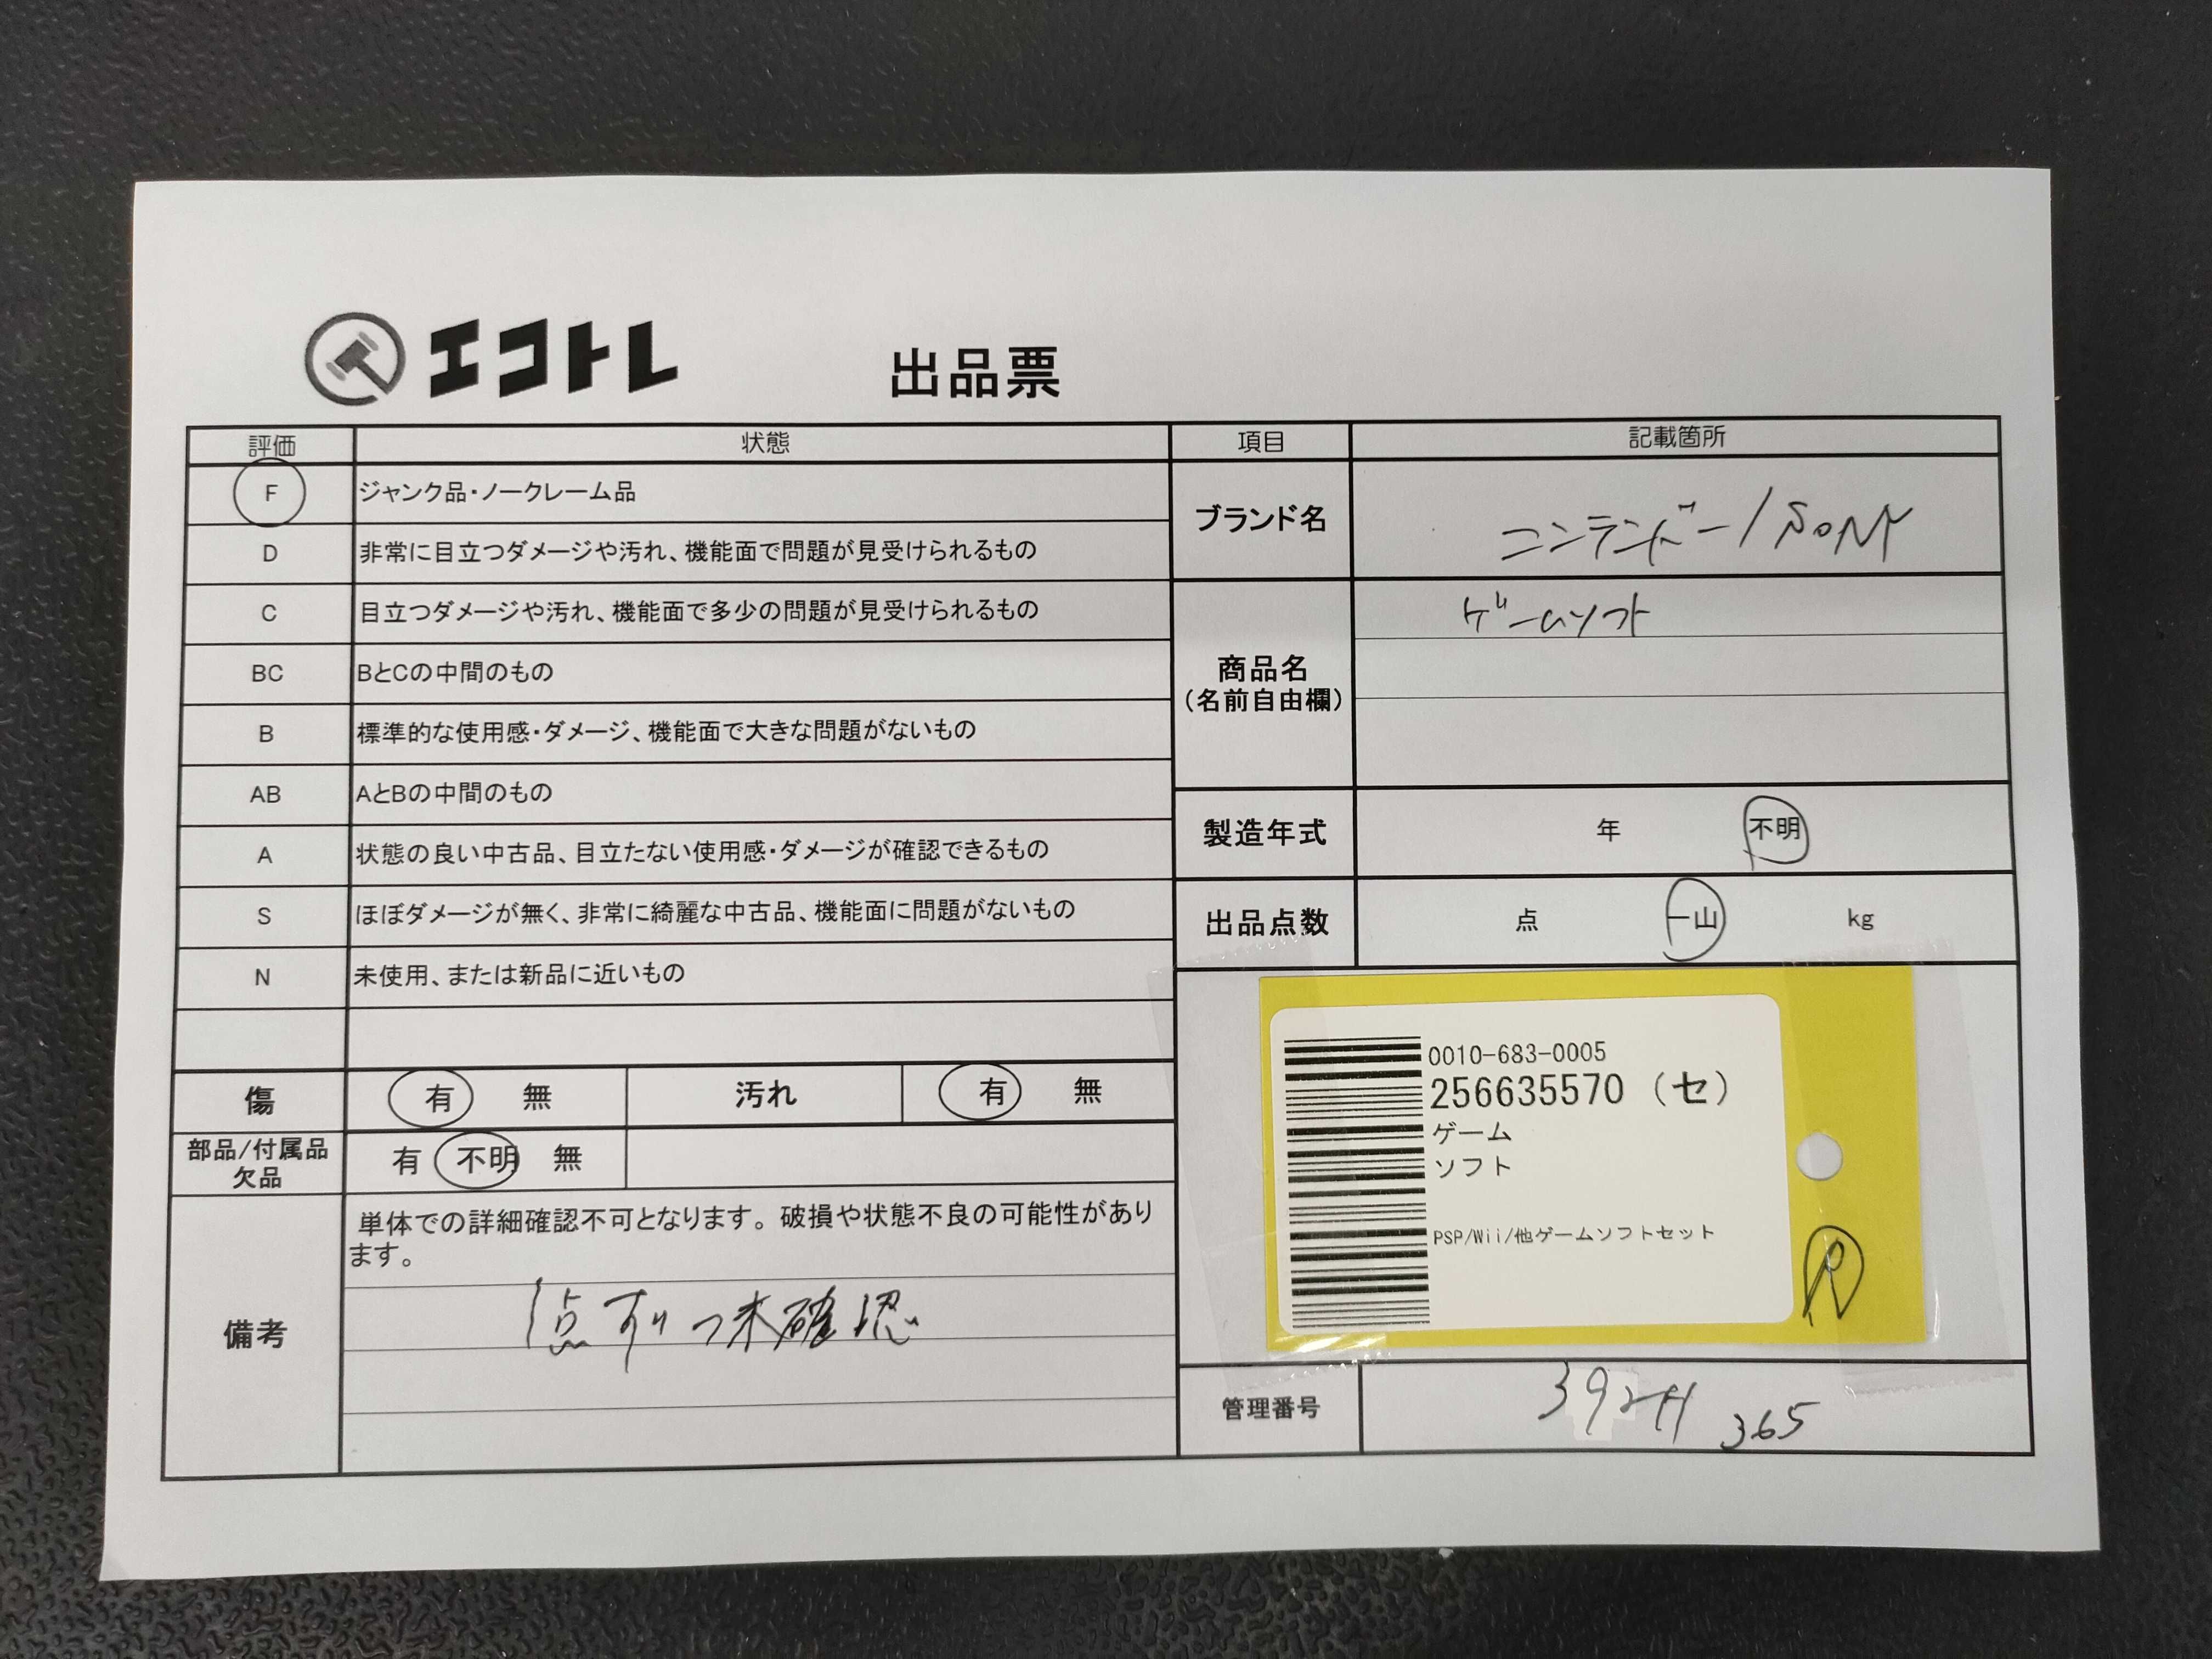 エコトレ
出品票
評価 状態
F ジャンク品・ノークレーム品
D 非常に目立つダメージや汚れ、機能面で問題が見受けられるもの
C 目立つダメージや汚れ、機能面で多少の問題が見受けられるもの
BC BとCの中間のもの
B 標準的な使用感・ダメージ、機能面で大きな問題がないもの
AB AとBの中間のもの
A 状態の良い中古品、目立たない使用感・ダメージが確認できるもの
S ほぼダメージが無く、非常に綺麗な中古品、機能面に問題がないもの
N 未使用、または新品に近いもの
傷 有 無 汚れ 有 無
部品/付属品
欠品
有 不明 無
備考
単体での詳細確認不可となります。破損や状態不良の可能性があり
ます。
1点ずつ未確認
項目 記載箇所
ブランド名 ニンテンドー/SONY
商品名
(名前自由欄)
ゲームソフト
製造年式 年 不明
出品点数 点 一山 kg
0010-683-0005
256635570 (セ)
ゲーム
ソフト
PSP/Wii/他ゲームソフトセット
管理番号 365